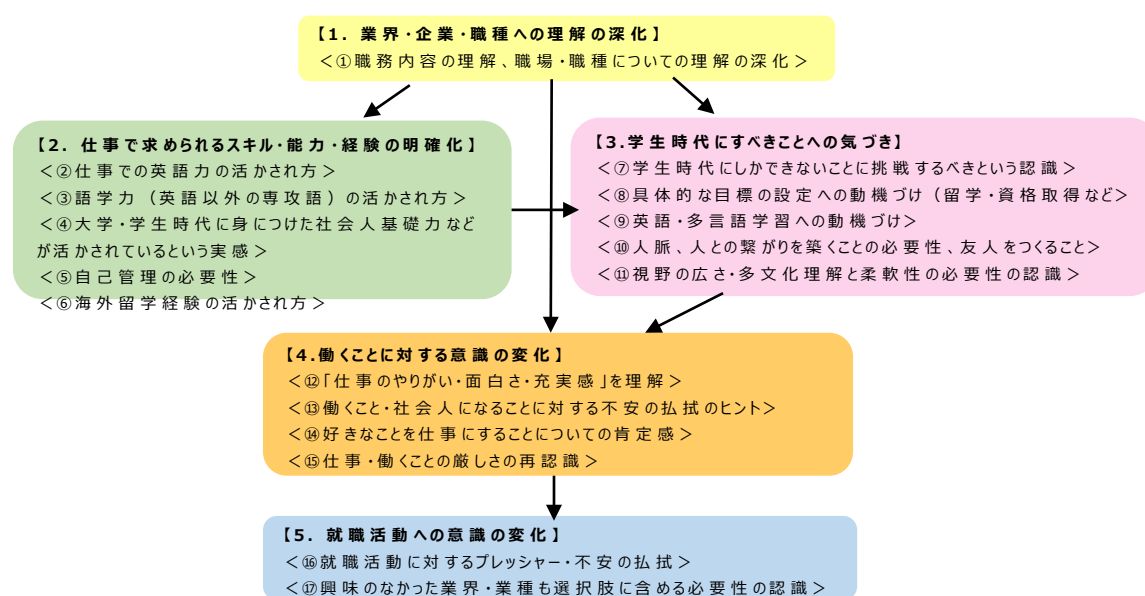 【1. 業界・企業・職種への理解の深化】
＜①職務内容の理解、職場・職種についての理解の深化＞
【2. 仕事で求められるスキル・能力・経験の明確化】
＜②仕事での英語力の活かされ方＞
＜③語学力（英語以外の専攻語）の活かされ方＞
＜④大学・学生時代に身につけた社会人基礎力など
が活かされているという実感＞
＜⑤自己管理の必要性＞
＜⑥海外留学経験の活かされ方＞
【3.学生時代にすべきことへの気づき】
＜⑦学生時代にしかできないことに挑戦するべきという認識＞
＜⑧具体的な目標の設定への動機づけ（留学・資格取得など＞
＜⑨英語・多言語学習への動機づけ＞
＜⑩人脈、人との繋がりを築くことの必要性、友人をつくること＞
＜⑪視野の広さ・多文化理解と柔軟性の必要性の認識＞
【4.働くことに対する意識の変化】
＜⑫「仕事のやりがい・面白さ・充実感」を理解＞
＜⑬働くこと・社会人になることに対する不安の払拭のヒント＞
＜⑭好きなことを仕事にすることについての肯定感＞
＜⑮仕事・働くことの厳しさの再認識＞
【5. 就職活動への意識の変化】
＜⑯就職活動に対するプレッシャー・不安の払拭＞
＜⑰興味のなかった業界・業種も選択肢に含める必要性の認識＞